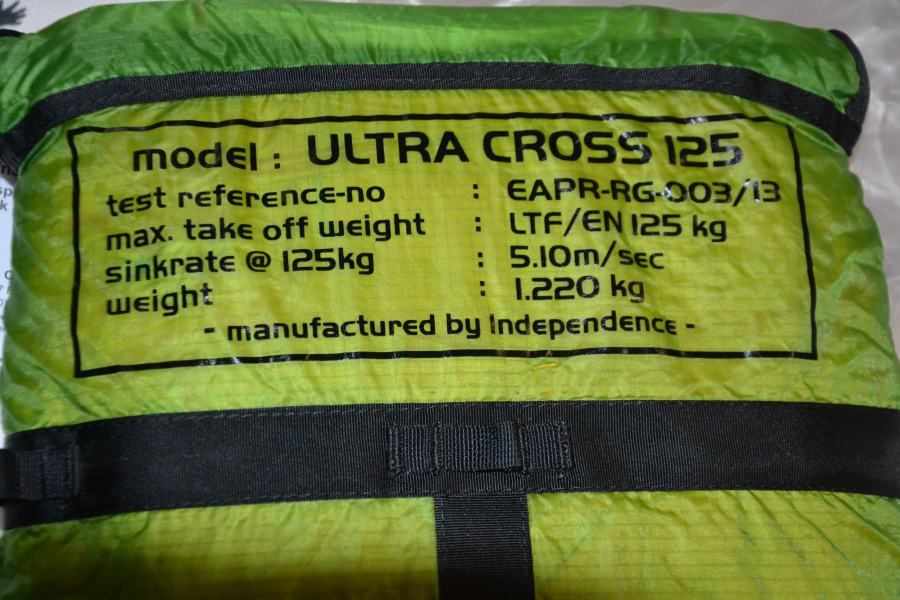 model : ULTRA CROSS 125
test reference-no : EAPR-RG-003/13
max. take off weight : LTF/EN 125 kg
sinkrate @ 125kg : 5.10m/sec
weight : 1.220 kg
- manufactured by Independence -